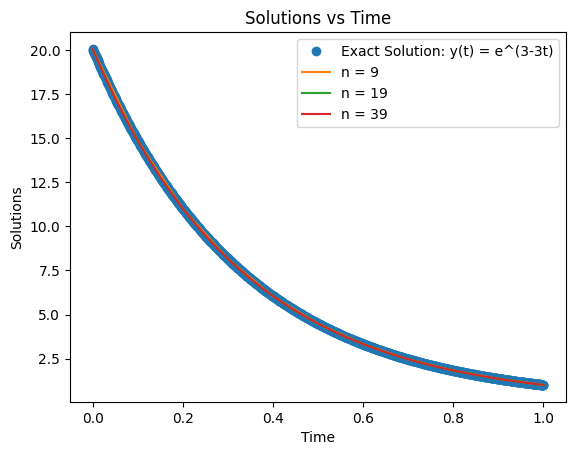 Solutions vs Time
Exact Solution: y(t) = e^(3-3t)
n = 9
n = 19
n = 39
Solutions
20.0
17.5
15.0
12.5
10.0
7.5
5.0
2.5
0.0
0.2
0.4
0.6
0.8
1.0
Time